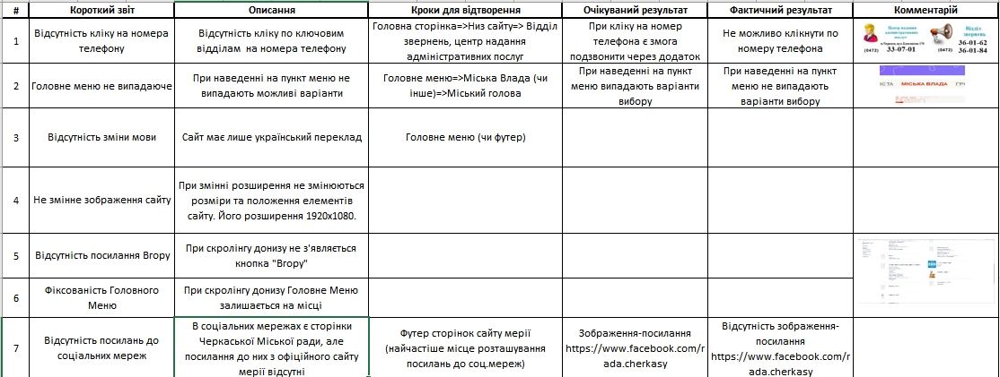 # Короткий звіт Описання Кроки для відтворення Очікуваний результат Фактичний результат Комментарій
1
Відсутність кліку на номера
телефону
Відсутність кліку по ключовим
відділам на номера телефону
Головна сторінка=>Низ сайту=> Відділ
звернень, центр надання
адміністративних послуг
При кліку на номер
телефона є змога
подзвонити через додаток
Не можливо клікнути по
номеру телефона
Центр надання
адміністративних
послуг
(0472) 33-07-01
Відділ
звернень
36-01-62
(0472) 36-01-84
2
Головне меню не випадаюче
При наведенні на пункт меню не
випадають можливі варіанти
Головне меню=>Міська Влада (чи
інше)=>Міський голова
При наведенні на пункт
меню випадають варіанти
вибору
При наведенні на пункт
меню не випадають
варіанти вибору
ІСТА МІСЬКА ВЛАДА ГРО
3
Відсутність зміни мови
Сайт має лише український переклад
Головне меню (чи футер)
4
Не змінне зображення сайту
При змінні розширення не змінюються
розміри та положення елементів
сайту. Його розширення 1920х1080.
5
Відсутність посилання Вгору
При скролінгу донизу не з'являється
кнопка "Вгору"
6
Фіксованість Головного
Меню
При скролінгу донизу Головне Меню
залишається на місці
7
Відсутність посилань до
соціальних мереж
В соціальних мережах є сторінки
Черкаської Міської ради, але
посилання до них з офіційного сайту
мерії відсутні
Футер сторінок сайту мерії
(найчастіше місце розташування
посилань до соц.мереж)
Зображення-посилання
https://www.facebook.com/r
ada.cherkasy
Відсутність зображення-
посилання
https://www.facebook.com/r
ada.cherkasy